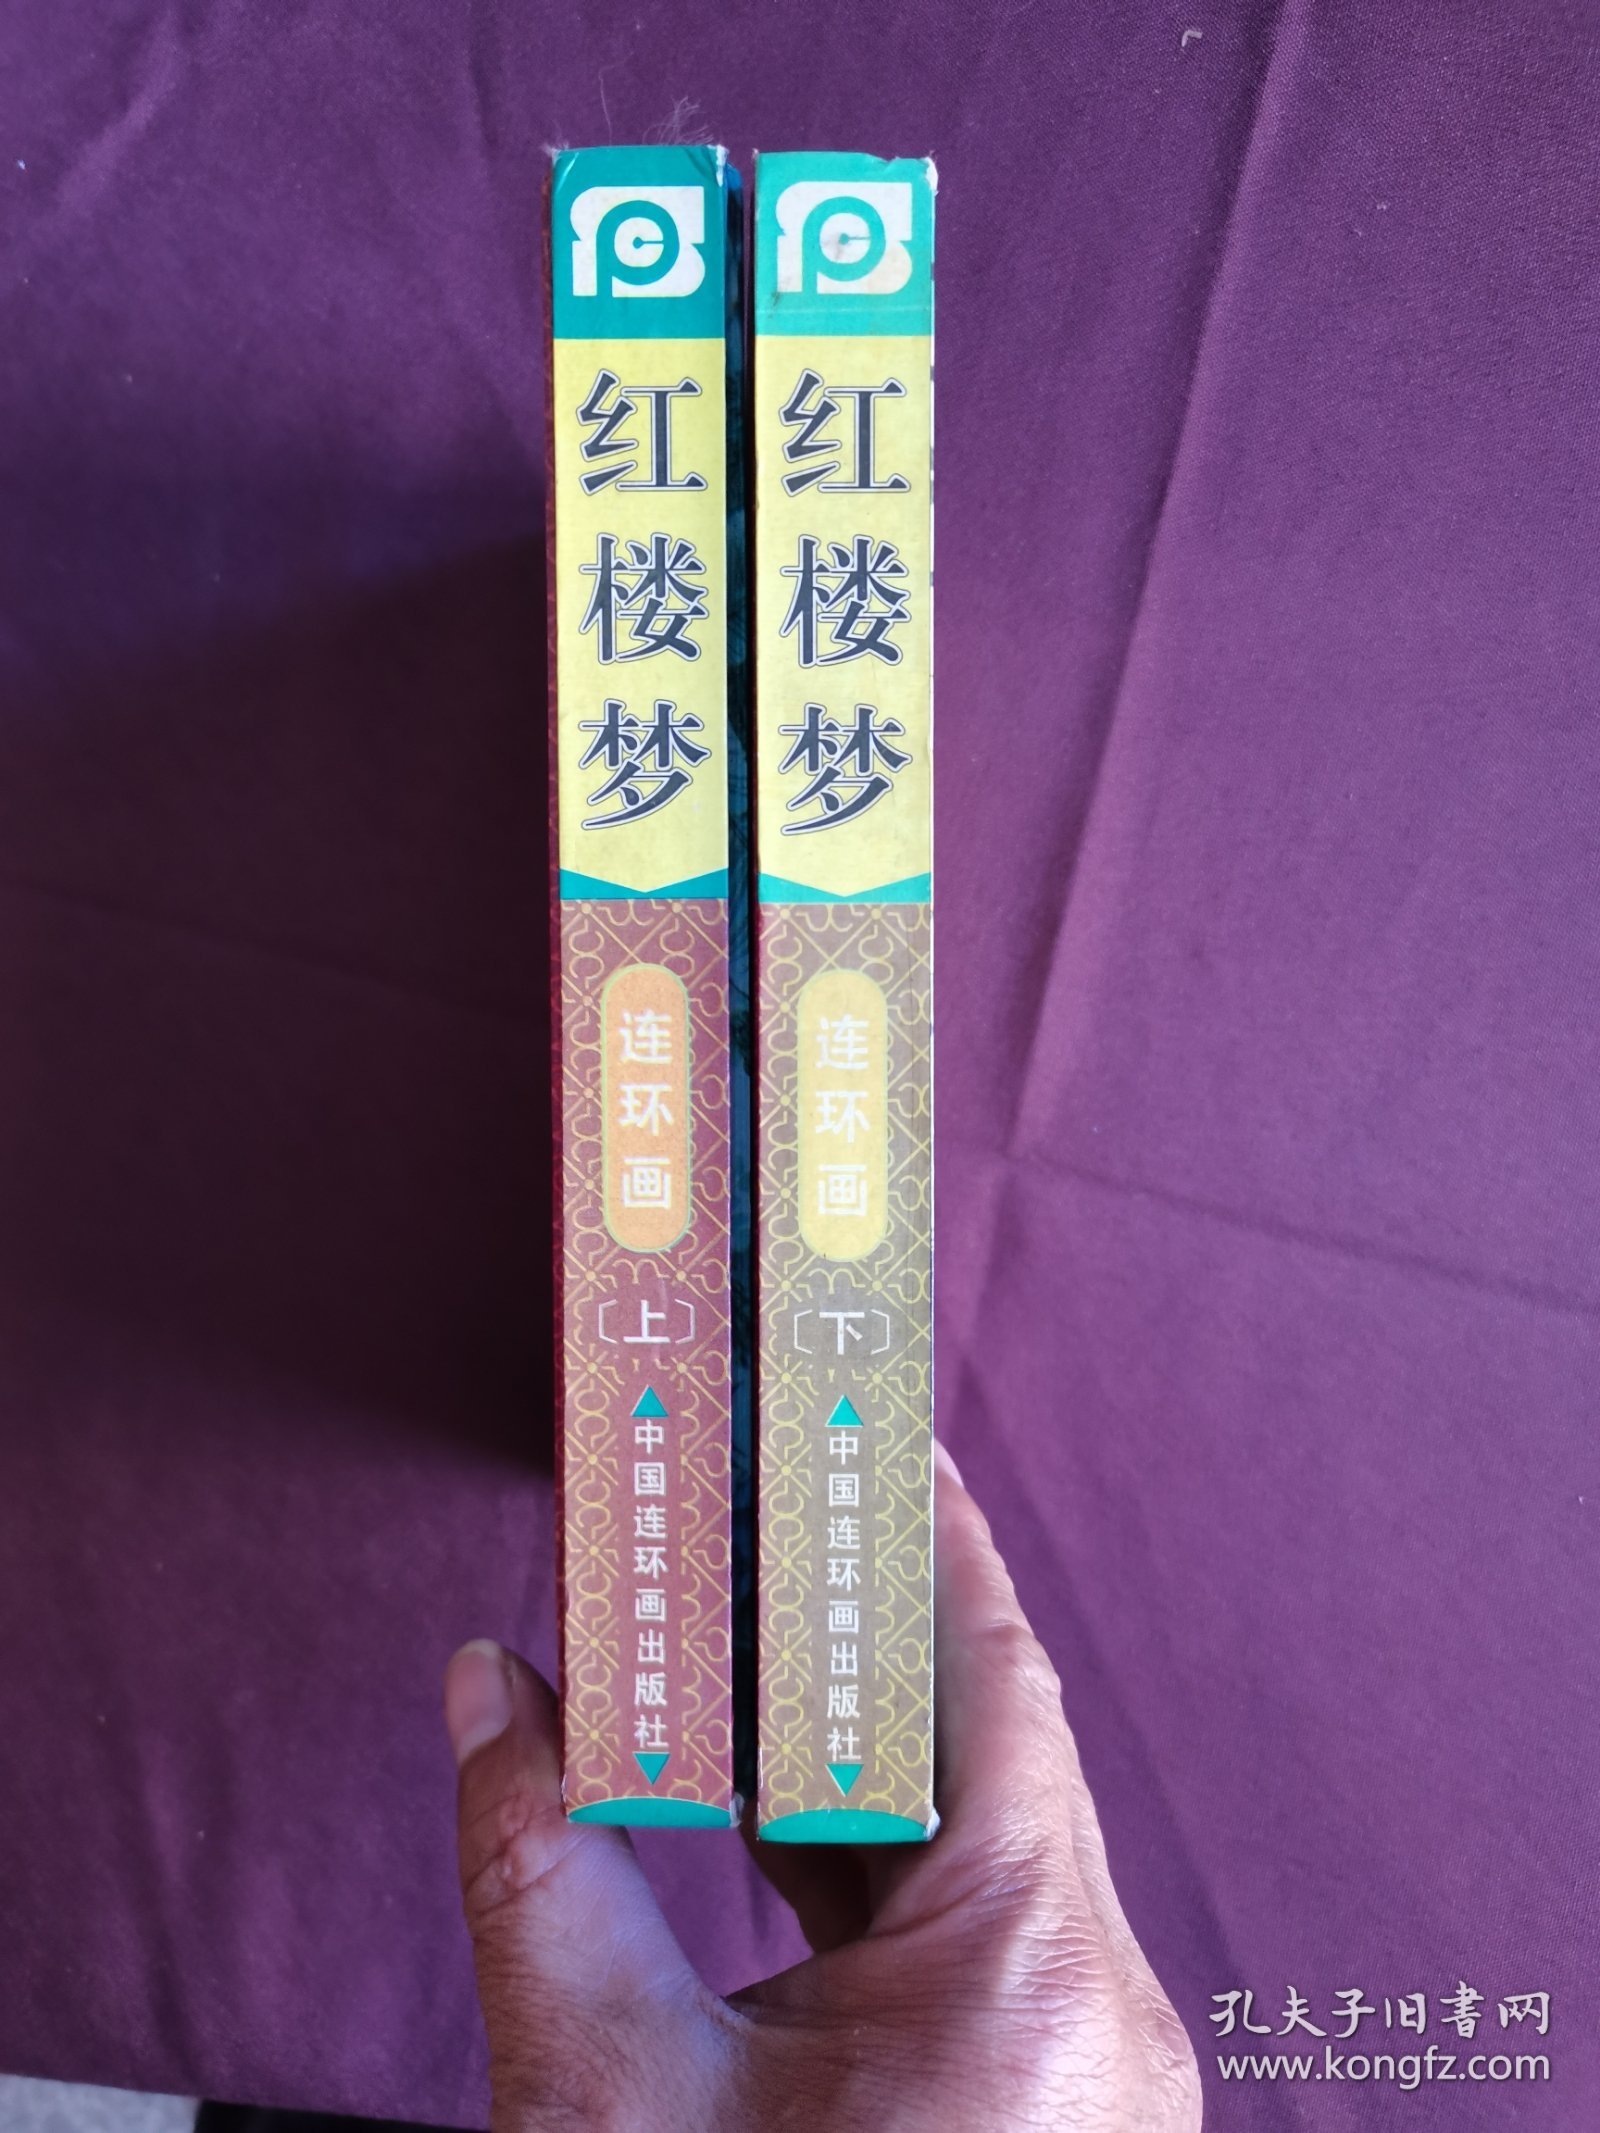 红楼梦
连环画
〔上〕
中国连环画出版社
红楼梦
连环画
〔下〕
中国连环画出版社
孔夫子旧書网
www.kongfz.com